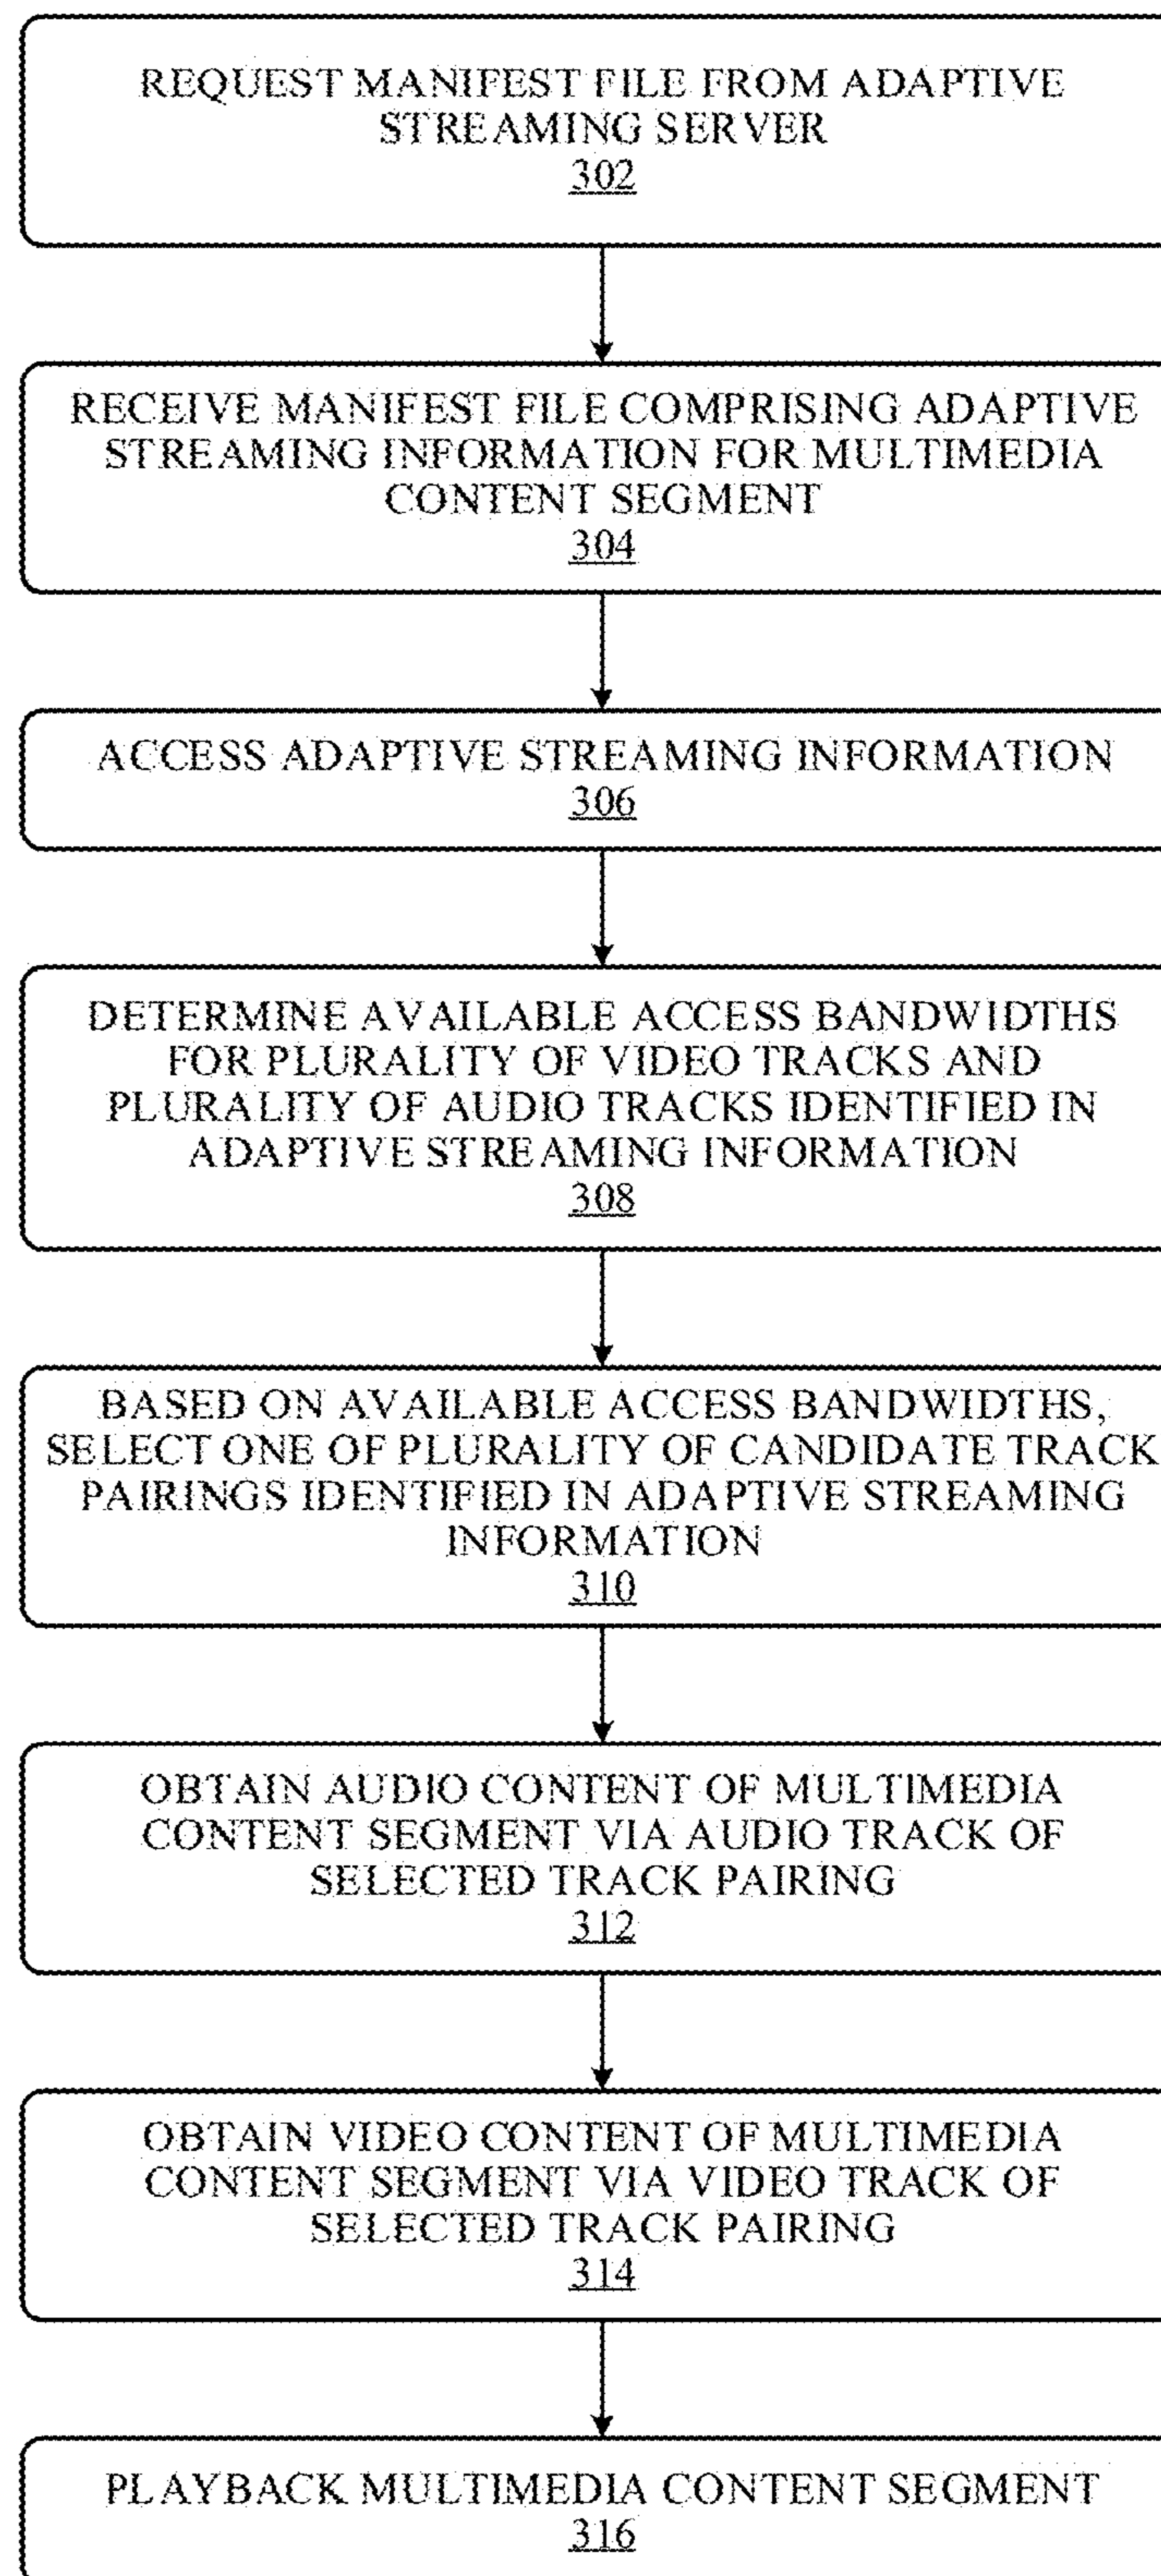 REQUEST MANIFEST FILE FROM ADAPTIVE
STREAMING SERVER
302
RECEIVE MANIFEST FILE COMPRISING ADAPTIVE
STREAMING INFORMATION FOR MULTIMEDIA
CONTENT SEGMENT
304
ACCESS ADAPTIVE STREAMING INFORMATION
306
DETERMINE AVAILABLE ACCESS BANDWIDTHS
FOR PLURALITY OF VIDEO TRACKS AND
PLURALITY OF AUDIO TRACKS IDENTIFIED IN
ADAPTIVE STREAMING INFORMATION
308
BASED ON AVAILABLE ACCESS BANDWIDTHS,
SELECT ONE OF PLURALITY OF CANDIDATE TRACK
PAIRINGS IDENTIFIED IN ADAPTIVE STREAMING
INFORMATION
310
OBTAIN AUDIO CONTENT OF MULTIMEDIA
CONTENT SEGMENT VIA AUDIO TRACK OF
SELECTED TRACK PAIRING
312
OBTAIN VIDEO CONTENT OF MULTIMEDIA
CONTENT SEGMENT VIA VIDEO TRACK OF
SELECTED TRACK PAIRING
314
PLAYBACK MULTIMEDIA CONTENT SEGMENT
316